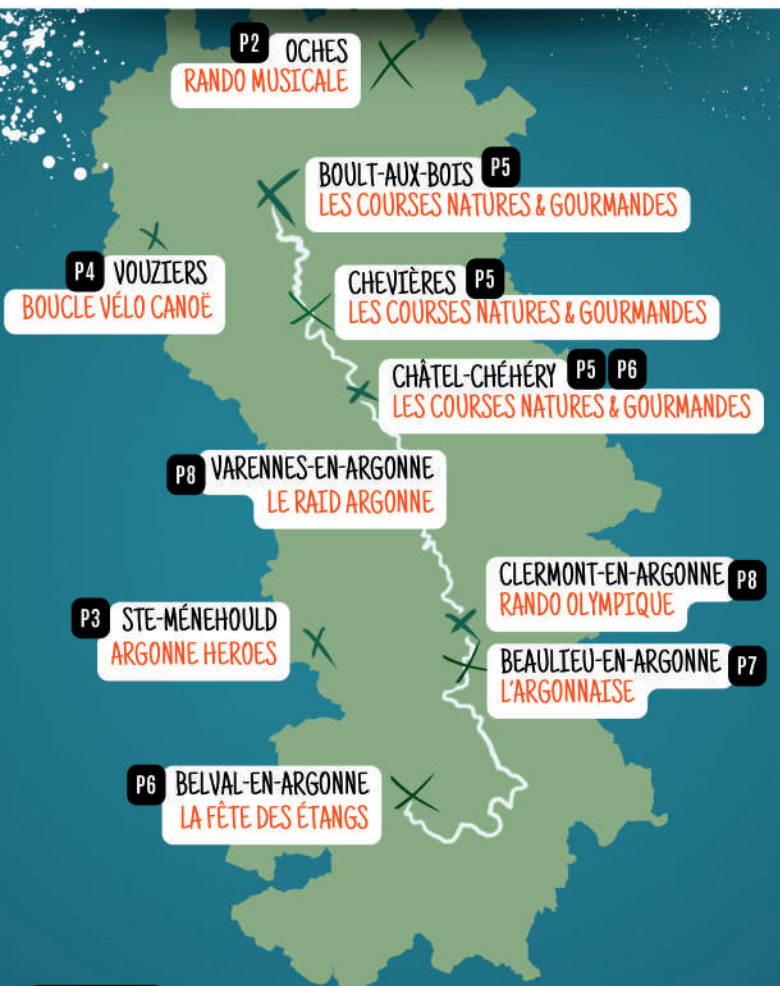 P2 OCHES
RANDO MUSICALE
BOULT-AUX-BOIS P5
LES COURSES NATURES & GOURMANDES
P4 VOUZIERS
BOUCLE VÉLO CANOË
CHEVIÈRES P5
LES COURSES NATURES & GOURMANDES
CHÂTEL-CHÉHÉRY P5 P6
LES COURSES NATURES & GOURMANDES
P8 VARENNES-EN-ARGONNE
LE RAID ARGONNE
CLERMONT-EN-ARGONNE P8
RANDO OLYMPIQUE
P3 STE-MÉNEHOULD
ARGONNE HEROES
BEAULIEU-EN-ARGONNE P7
L'ARGONNAISE
P6 BELVAL-EN-ARGONNE
LA FÊTE DES ÉTANGS